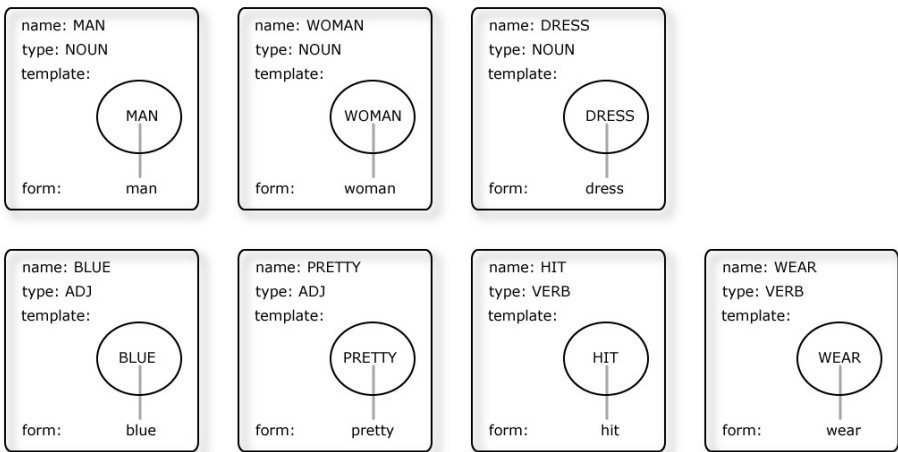 name: MAN
type: NOUN
template:
MAN
form: man
name: WOMAN
type: NOUN
template:
WOMAN
form: woman
name: DRESS
type: NOUN
template:
DRESS
form: dress
name: BLUE
type: ADJ
template:
BLUE
form: blue
name: PRETTY
type: ADJ
template:
PRETTY
form: pretty
name: HIT
type: VERB
template:
HIT
form: hit
name: WEAR
type: VERB
template:
WEAR
form: wear